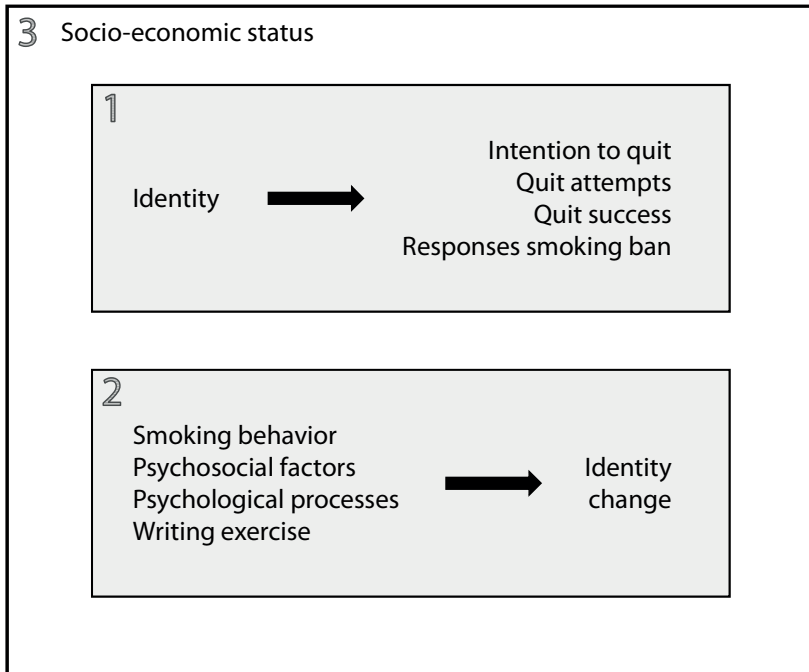 3 Socio-economic status
1
Identity
Intention to quit
Quit attempts
Quit success
Responses smoking ban
2
Smoking behavior
Psychosocial factors
Psychological processes
Writing exercise
Identity
change